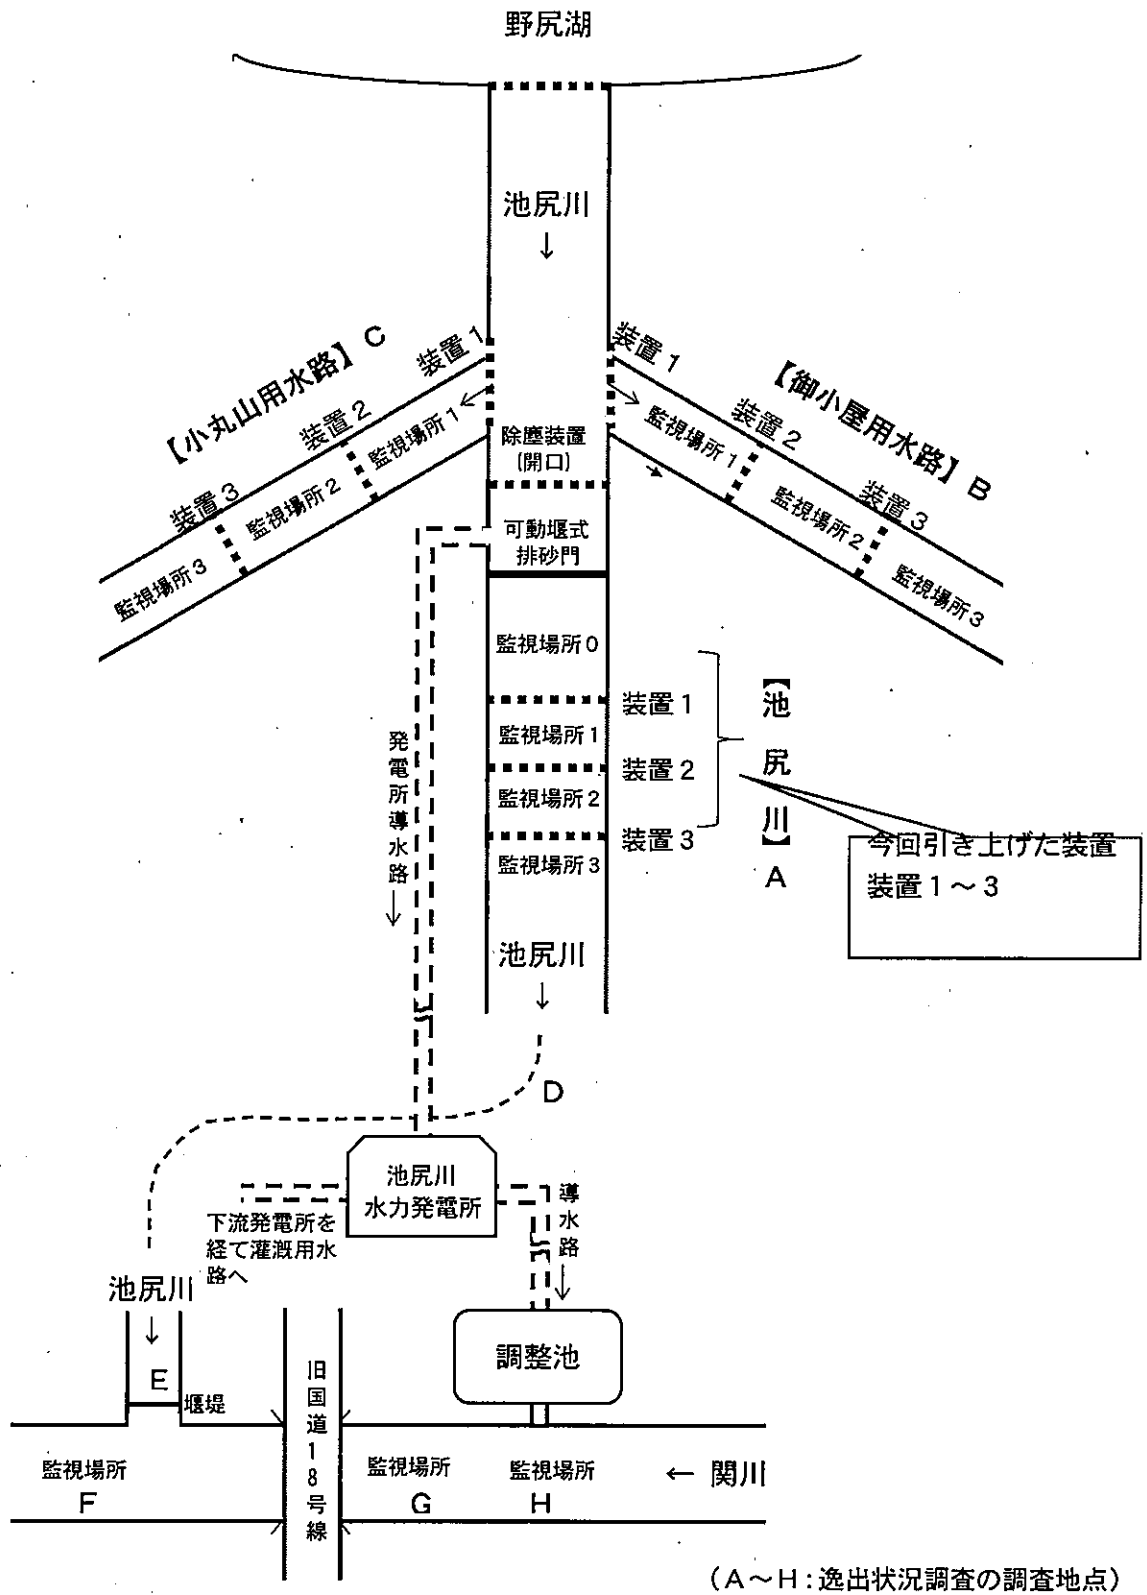 野尻湖
池尻川
↓
【小丸山用水路】C
装置1
装置2
装置3
監視場所1
監視場所2
監視場所3
装置1
装置2
装置3
【御小屋用水路】B
監視場所1
監視場所2
監視場所3
除塵装置
(開口)
可動堰式
排砂門
監視場所0
装置1
監視場所1
装置2
監視場所2
装置3
監視場所3
【池尻川】A
今回引き上げた装置
装置1~3
発電所導水路
↓
池尻川
↓
D
池尻川
水力発電所
下流発電所を
経て灌漑用水
路へ
導水路
↓
調整池
池尻川
↓
E
堰堤
旧国道18号線
監視場所
F
監視場所
G
監視場所
H
← 関川
(A~H:逸出状況調査の調査地点)